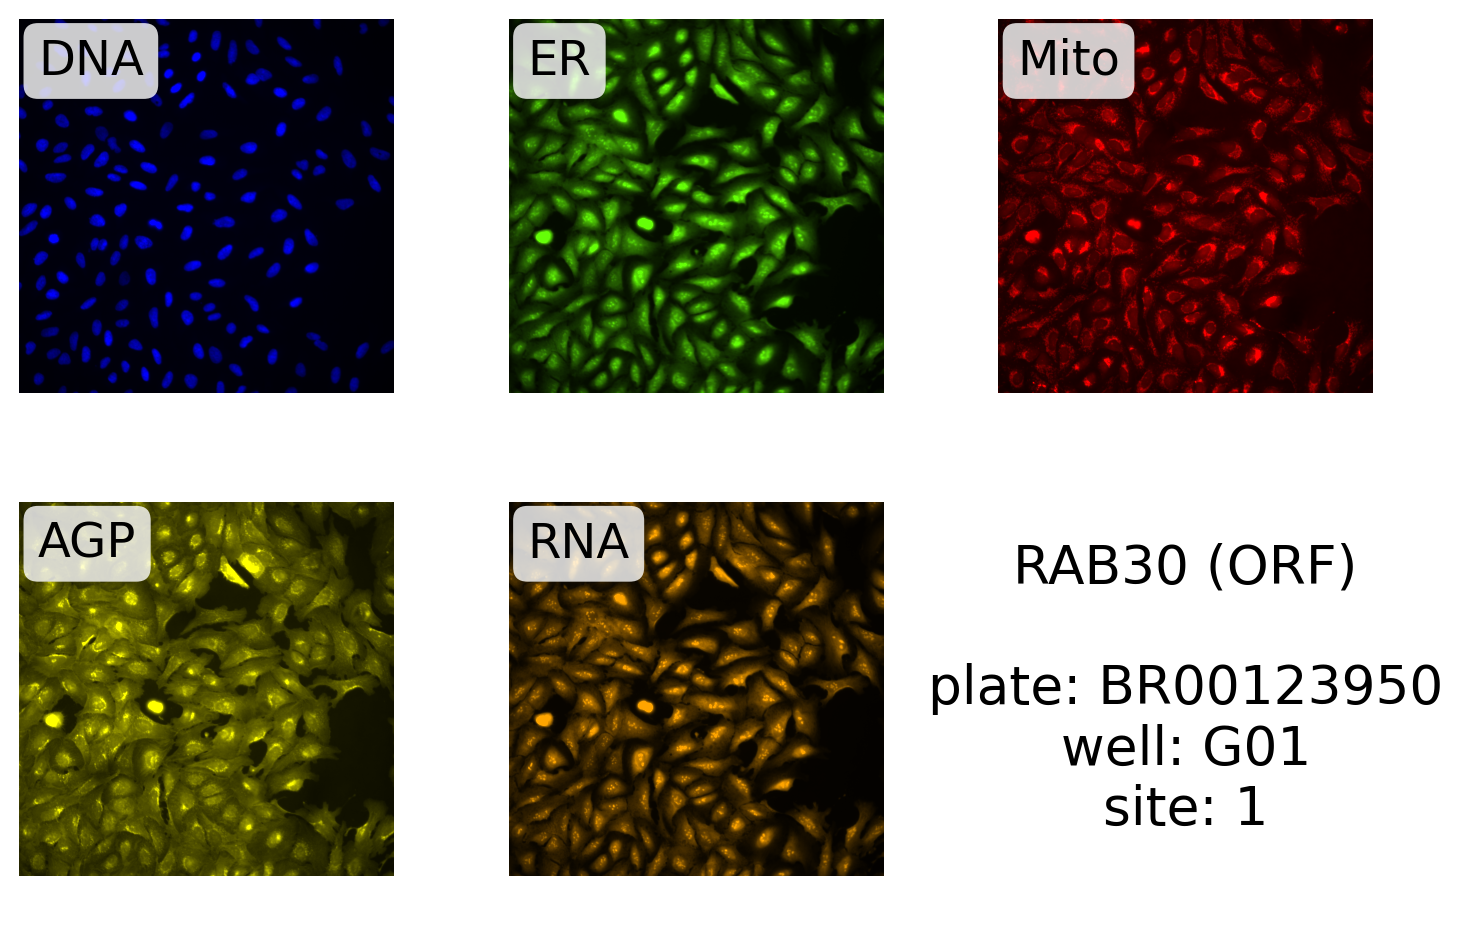 DNA
ER
Mito
AGP
RNA
RAB30 (ORF)
plate: BR00123950
well: G01
site: 1